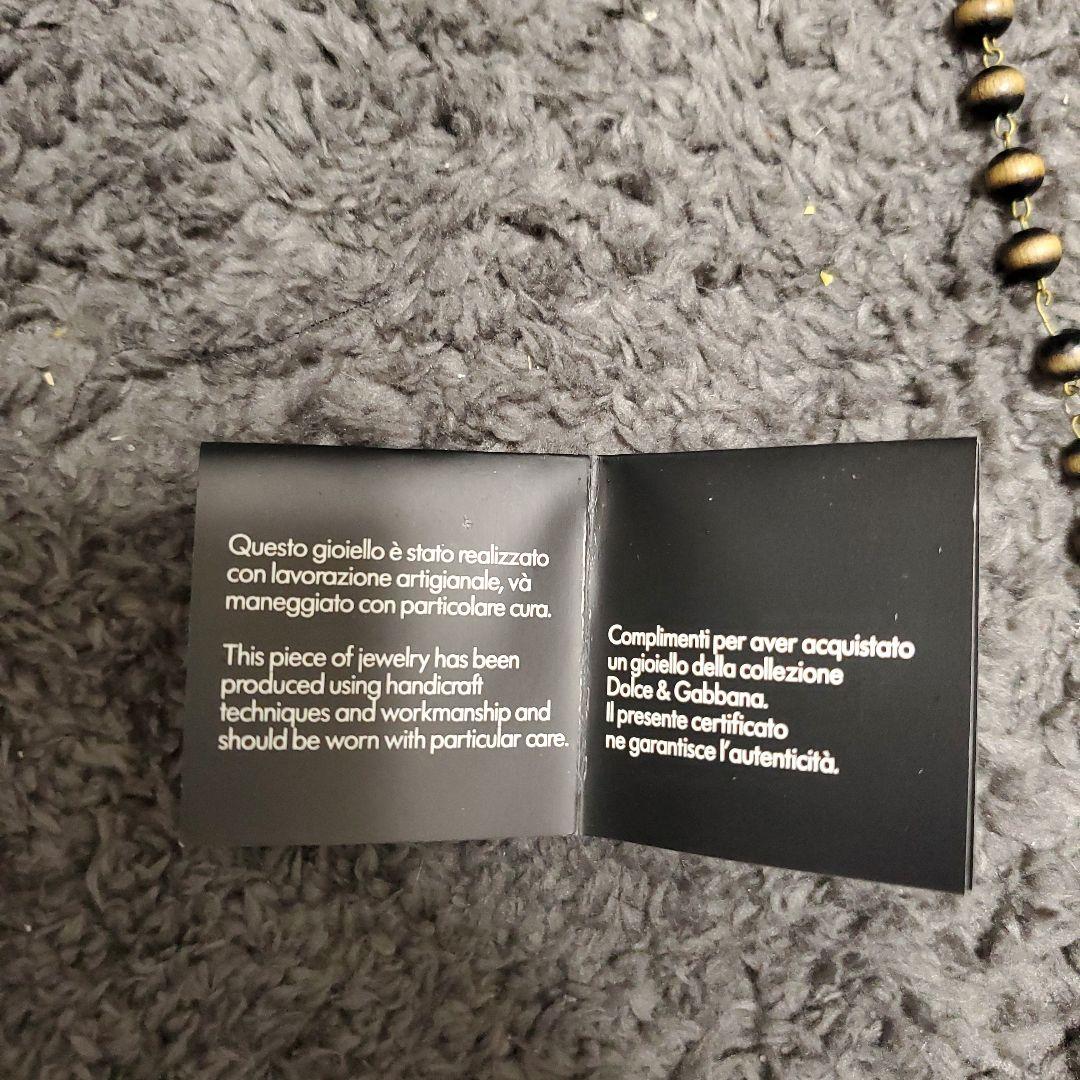 Questo gioiello è stato realizzato
con lavorazione artigianale, và
maneggiato con particolare cura.
This piece of jewelry has been
produced using handicraft
techniques and workmanship and
should be worn with particular care.
Complimenti per aver acquistato
un gioiello della collezione
Dolce & Gabbana.
Il presente certificato
ne garantisce l'autenticità.